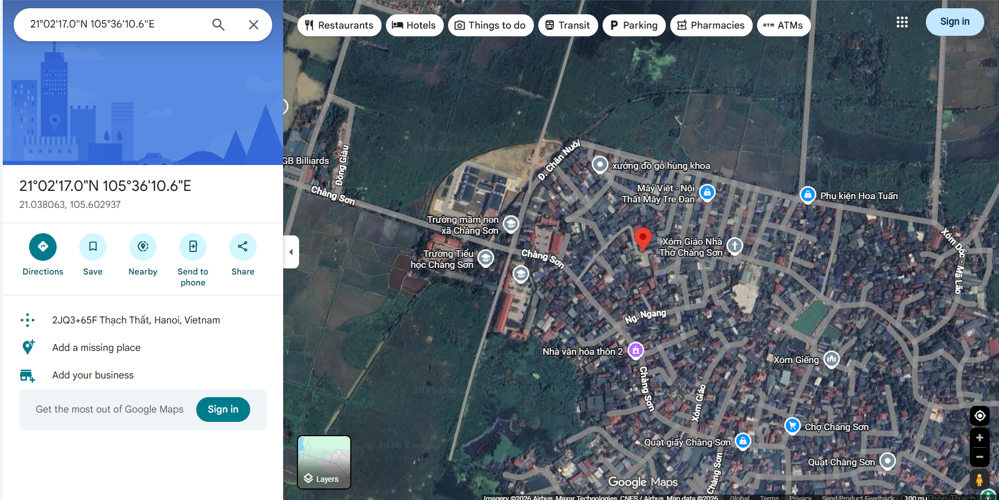 21°02'17.0"N 105°36'10.6"E
Restaurants
Hotels
Things to do
Transit
Parking
Pharmacies
ATM ATMs
Sign in
21°02'17.0"N 105°36'10.6"E
21.038063, 105.602937
Directions
Save
Nearby
Send to
phone
Share
2JQ3+65F Thạch Thất, Hanoi, Vietnam
Add a missing place
Add your business
Get the most out of Google Maps
Sign in
GB Billiards
Đồng Giàu
Chàng Sơn
Đ. Chăn Nuôi
xưởng đồ gỗ hùng khoa
Mây Việt - Nội
Thất Mây Tre Đan
Phụ kiện Hoa Tuấn
Trường mầm non
xã Chàng Sơn
Trường Tiểu
học Chàng Sơn
Chàng Sơn
Xóm Giáo Nhà
Thờ Chàng Sơn
Xóm Dốc - Mã Lão
Ng. Ngang
Nhà văn hóa thôn 2
Xóm Giếng
Chàng Sơn
Xóm Giáo
Chợ Chàng Sơn
Quạt giấy Chàng Sơn
Quạt Chàng Sơn
Chàng Sơn
Layers
Google Maps
Imagery ©2026 Airbus, Maxar Technologies, CNES / Airbus, Map data ©2026
Global
Terms
Privacy
Send Product Feedback
100 m